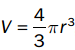 V = 4/3 πr³